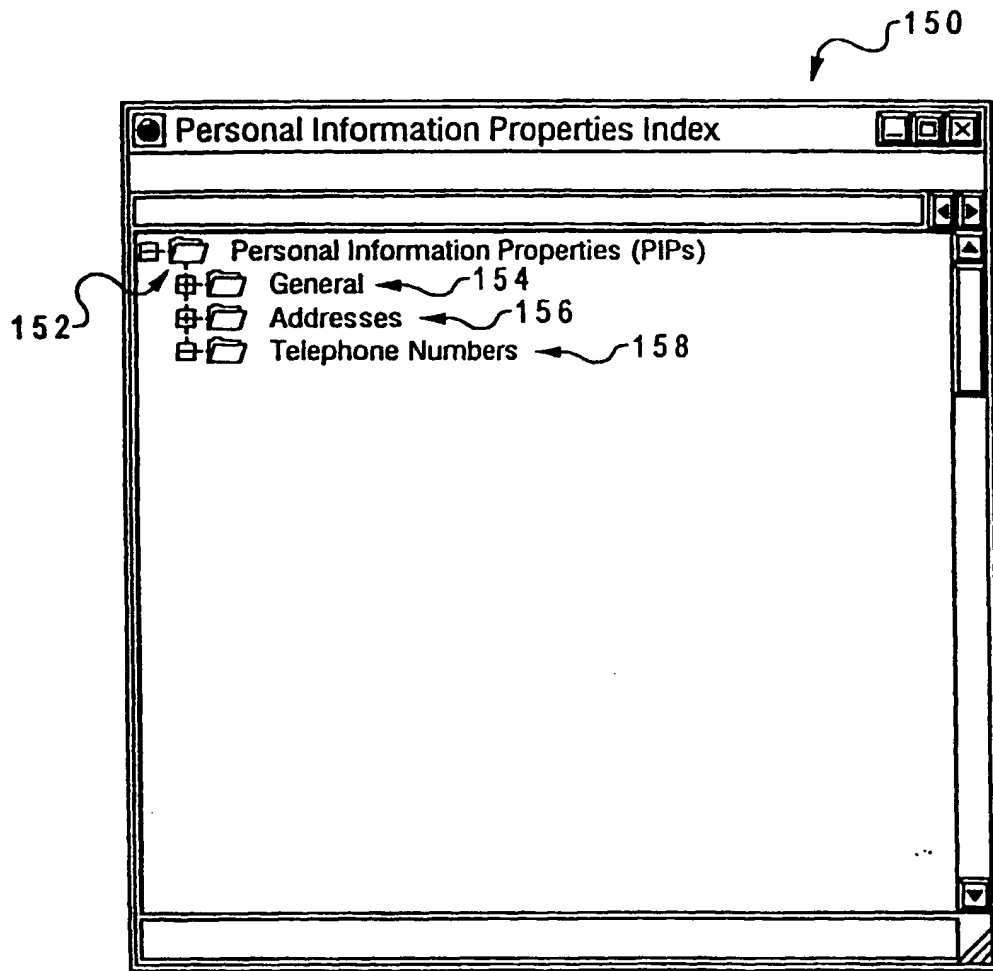 150
Personal Information Properties Index
Personal Information Properties (PIPs)
General 154
152 Addresses 156
Telephone Numbers 158